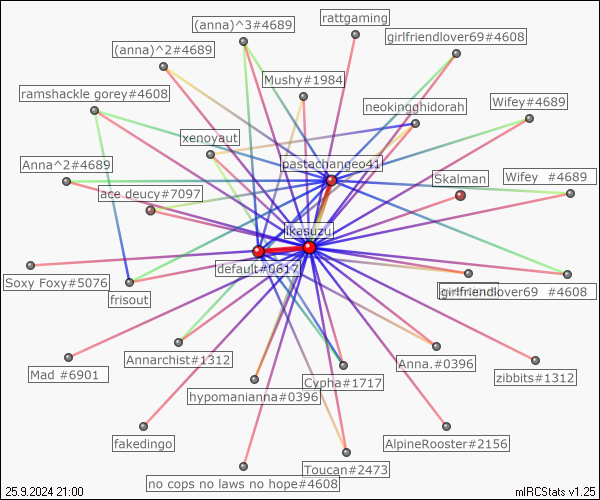 (anna)^3#4689
rattgaming
(anna)^2#4689
girlfriendlover69#4608
Mushy#1984
ramshackle gorey#4608
neokingghidorah
Wifey#4689
xenoyaut
Anna^2#4689
pastachangeo41
ace deucy#7097
Skalman
Wifey #4689
ikasuzu
default#0617
Soxy Foxy#5076
frisout
girlfriendlover69 #4608
Annarchist#1312
Mad #6901
Cypha#1717
Anna.#0396
zibbits#1312
hypomanianna#0396
fakedingo
AlpineRooster#2156
Toucan#2473
no cops no laws no hope#4608
25.9.2024 21:00
mIRCStats v1.25